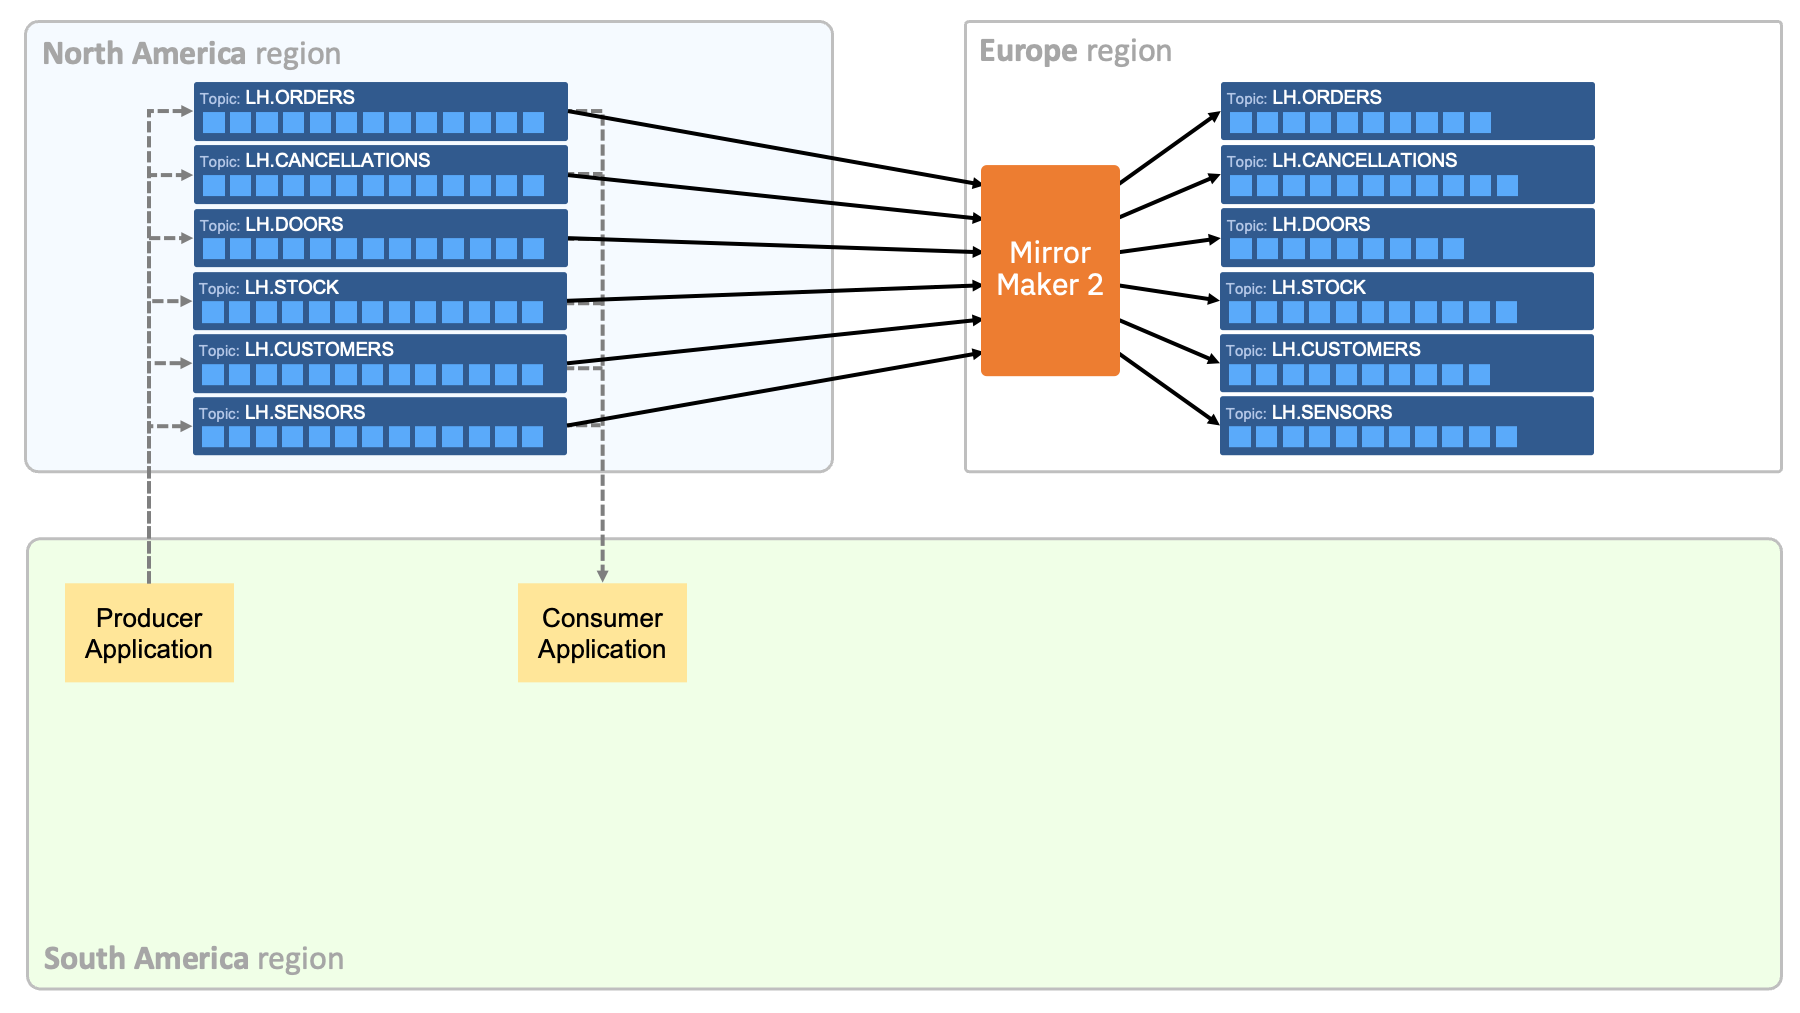 North America region
Topic: LH.ORDERS
Topic: LH.CANCELLATIONS
Topic: LH.DOORS
Topic: LH.STOCK
Topic: LH.CUSTOMERS
Topic: LH.SENSORS
Europe region
Mirror
Maker 2
Topic: LH.ORDERS
Topic: LH.CANCELLATIONS
Topic: LH.DOORS
Topic: LH.STOCK
Topic: LH.CUSTOMERS
Topic: LH.SENSORS
Producer
Application
Consumer
Application
South America region